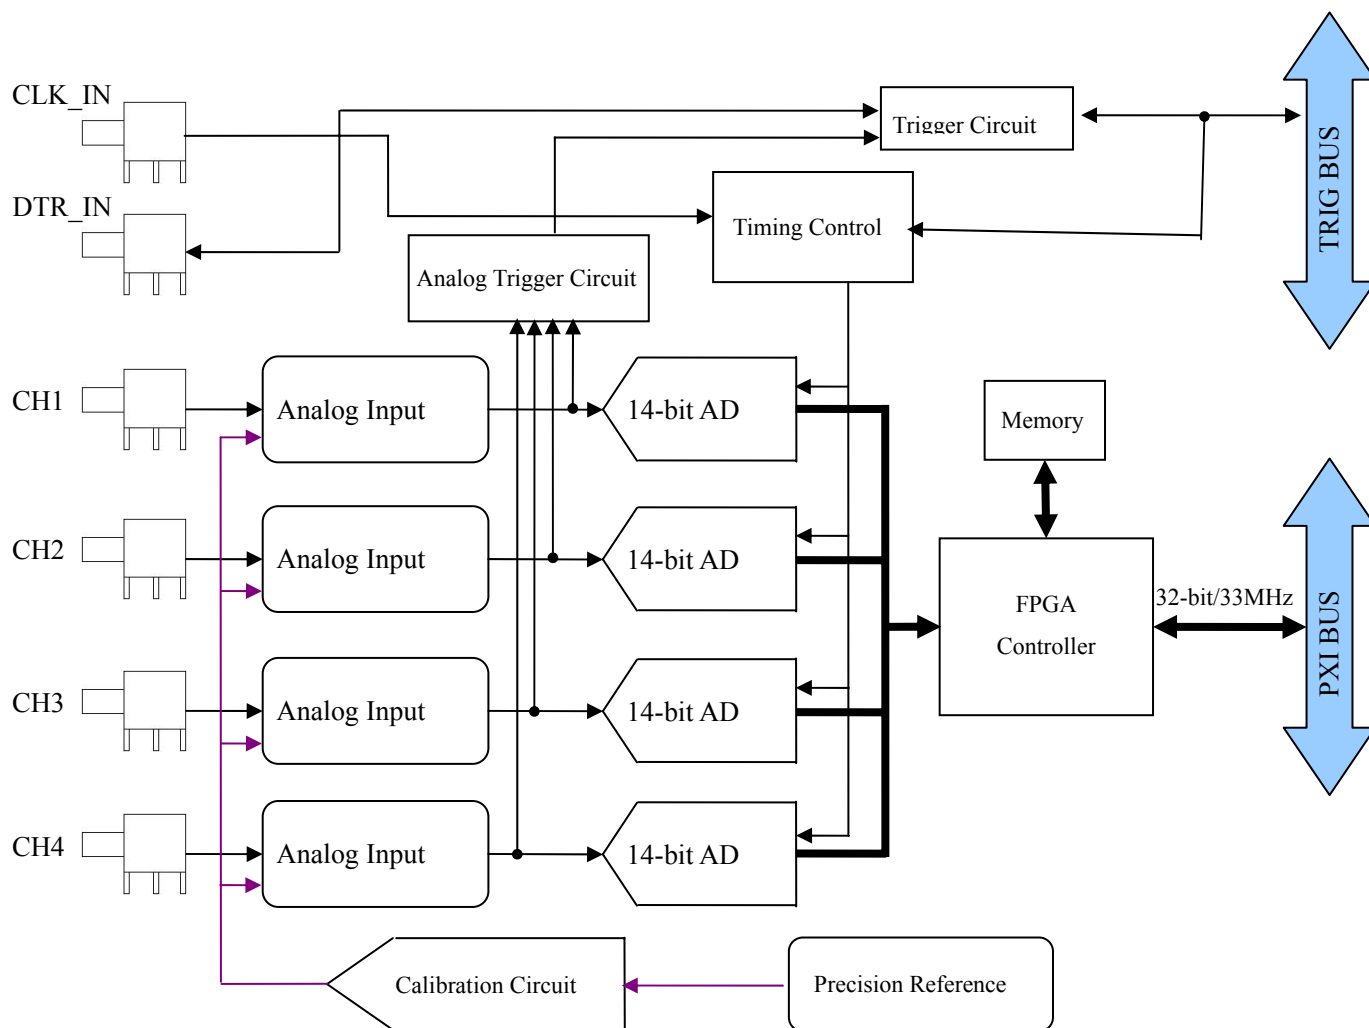 CLK_IN
Trigger Circuit
TRIG BUS
DTR_IN
Timing Control
Analog Trigger Circuit
CH1
Analog Input
14-bit AD
Memory
CH2
Analog Input
14-bit AD
FPGA
Controller
32-bit/33MHz
PXI BUS
CH3
Analog Input
14-bit AD
CH4
Analog Input
14-bit AD
Calibration Circuit
Precision Reference